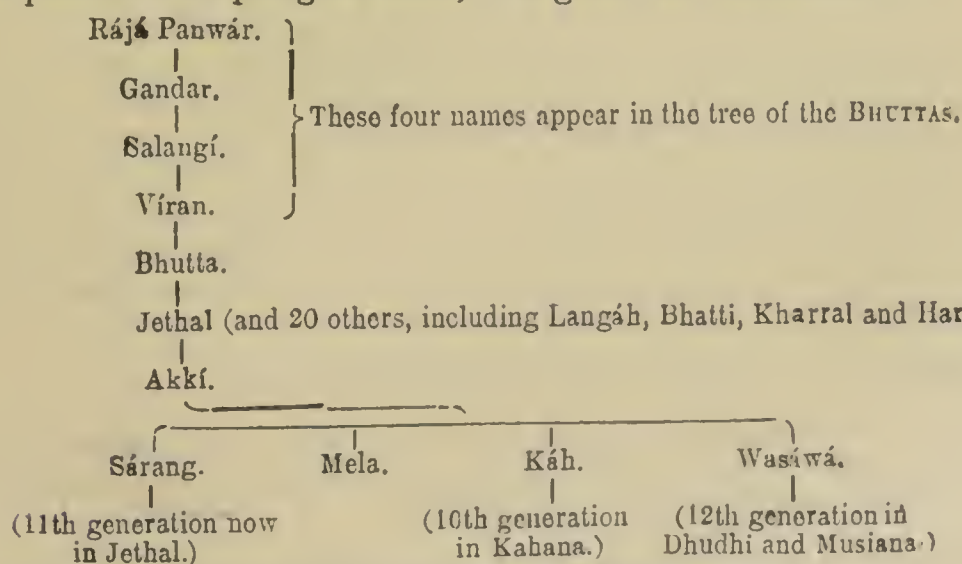 Rájá Panwár.
Gandar.
These four names appear in the tree of the BHUTTAS.
Salangí.
Víran.
Bhutta.
Jethal (and 20 others, including Langáh, Bhatti, Kharral and Har
Akkí.
Sárang. Mela. Káh. Wasáwá.
(11th generation now (10th generation (12th generation in
in Jethal.) in Kahana.) Dhudhi and Musiana.)